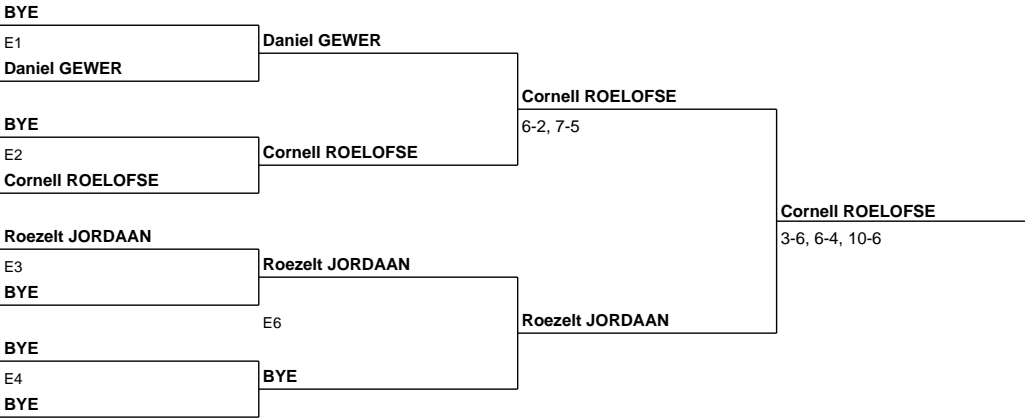 BYE
E1
Daniel GEWER
Daniel GEWER
BYE
E2
Cornell ROELOFSE
Cornell ROELOFSE
Cornell ROELOFSE
6-2, 7-5
Roezelt JORDAAN
E3
BYE
Roezelt JORDAAN
E6
BYE
E4
BYE
BYE
Roezelt JORDAAN
Cornell ROELOFSE
3-6, 6-4, 10-6